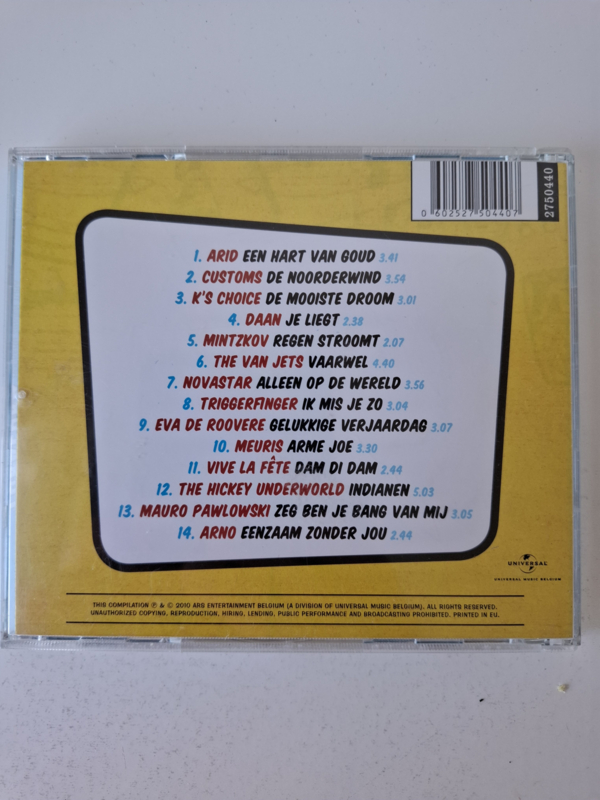 0 602527 504407
2750440
1. ARID EEN HART VAN GOUD 3.41
2. CUSTOMS DE NOORDERWIND 3.54
3. K'S CHOICE DE MOOISTE DROOM 3.01
4. DAAN JE LIEGT 2.38
5. MINTZKOV REGEN STROOMT 2.07
6. THE VAN JETS VAARWEL 4.40
7. NOVASTAR ALLEEN OP DE WERELD 3.56
8. TRIGGERFINGER IK MIS JE ZO 3.04
9. EVA DE ROOVERE GELUKKIGE VERJAARDAG 3.07
10. MEURIS ARME JOE 3.30
11. VIVE LA FÊTE DAM DI DAM 2.44
12. THE HICKEY UNDERWORLD INDIANEN 5.03
13. MAURO PAWLOWSKI ZEG BEN JE BANG VAN MIJ 3.05
14. ARNO EENZAAM ZONDER JOU 2.44
UNIVERSAL
UNIVERSAL MUSIC BELGIUM
THIS COMPILATION ℗ & © 2010 ARS ENTERTAINMENT BELGIUM (A DIVISION OF UNIVERSAL MUSIC BELGIUM). ALL RIGHTS RESERVED.
UNAUTHORIZED COPYING, REPRODUCTION, HIRING, LENDING, PUBLIC PERFORMANCE AND BROADCASTING PROHIBITED. PRINTED IN EU.